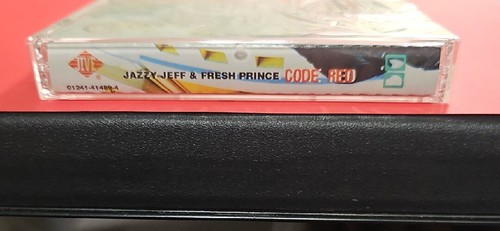 JIVE
JAZZY JEFF & FRESH PRINCE CODE RED
01241-41489-4